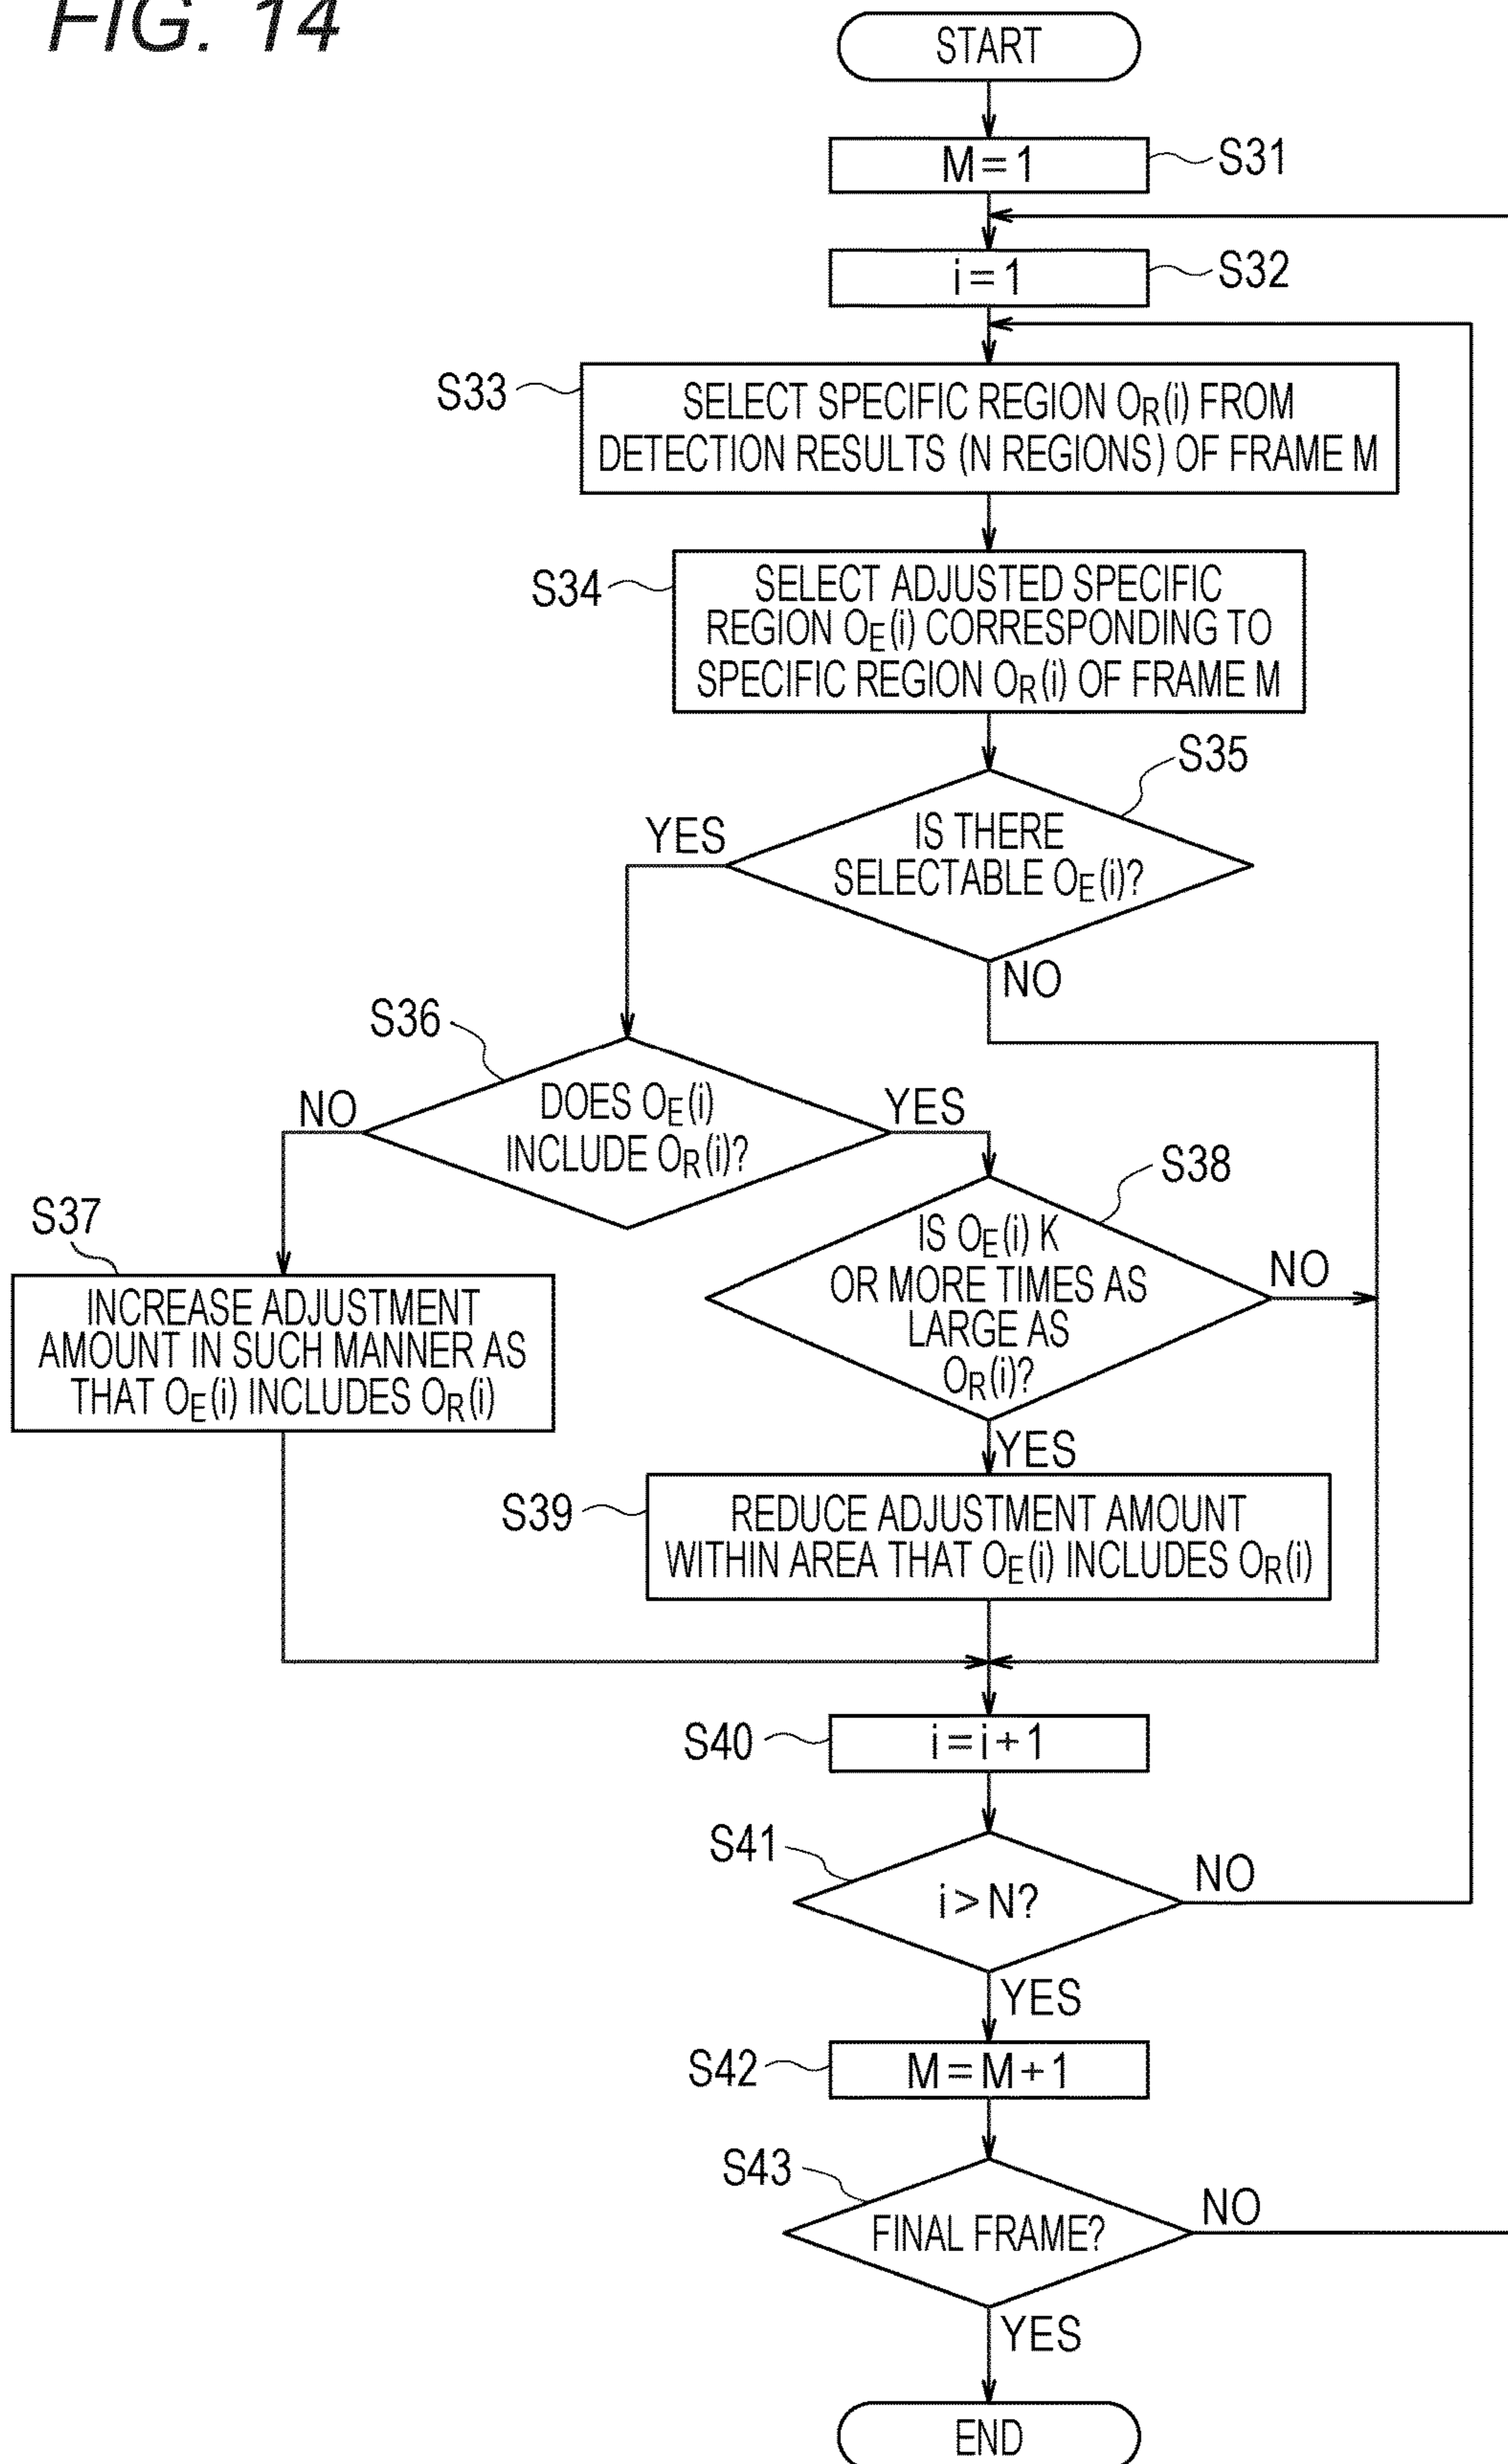 FIG. 14
START
M=1
S31
i=1
S32
S33
SELECT SPECIFIC REGION OR(i) FROM
DETECTION RESULTS (N REGIONS) OF FRAME M
S34
SELECT ADJUSTED SPECIFIC
REGION OE(i) CORRESPONDING TO
SPECIFIC REGION OR(i) OF FRAME M
S35
IS THERE
SELECTABLE OE(i)?
YES
NO
S36
DOES OE(i)
INCLUDE OR(i)?
NO
YES
S37
INCREASE ADJUSTMENT
AMOUNT IN SUCH MANNER AS
THAT OE(i) INCLUDES OR(i)
S38
IS OE(i) K
OR MORE TIMES AS
LARGE AS
OR(i)?
NO
YES
S39
REDUCE ADJUSTMENT AMOUNT
WITHIN AREA THAT OE(i) INCLUDES OR(i)
S40
i=i+1
S41
i>N?
NO
YES
S42
M=M+1
S43
FINAL FRAME?
NO
YES
END